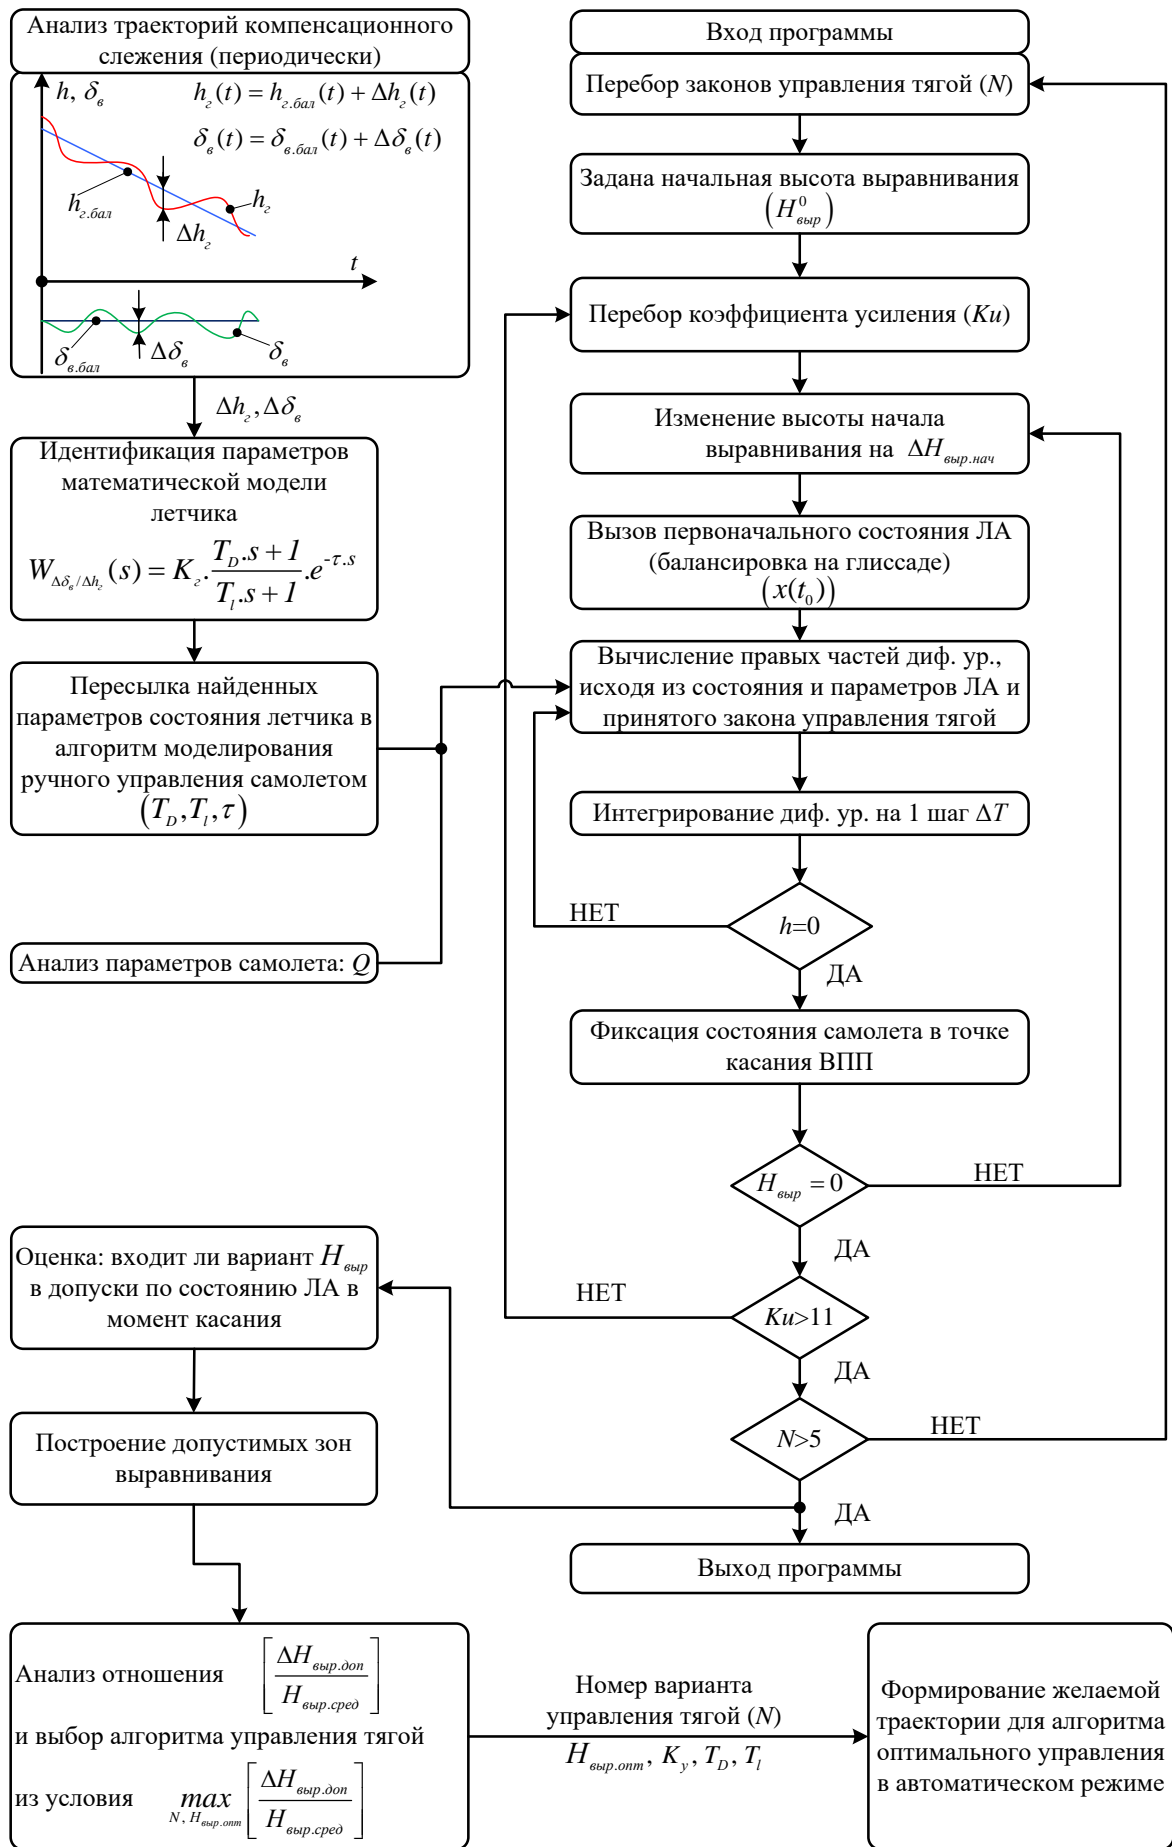 Анализ траекторий компенсационного
слежения (периодически)
h, δв
hг(t) = hг.бал(t) + Δhг(t)
δв(t) = δв.бал(t) + Δδв(t)
hг.бал
hг
Δhг
t
δв.бал
Δδв
δв
Δhг, Δδв
Идентификация параметров
математической модели
летчика
WΔδв/Δhг(s) = Kг.(TD.s + 1)/(Tl.s + 1).e^-τ.s
Пересылка найденных
параметров состояния летчика в
алгоритм моделирования
ручного управления самолетом
(TD, Tl, τ)
Анализ параметров самолета: Q
Оценка: входит ли вариант Hвыр
в допуски по состоянию ЛА в
момент касания
Построение допустимых зон
выравнивания
Анализ отношения [ΔHвыр.доп / Hвыр.сред]
и выбор алгоритма управления тягой
из условия max N, Hвыр.опт [ΔHвыр.доп / Hвыр.сред]
Вход программы
Перебор законов управления тягой (N)
Задана начальная высота выравнивания
(H⁰выр)
Перебор коэффициента усиления (Ku)
Изменение высоты начала
выравнивания на ΔHвыр.нач
Вызов первоначального состояния ЛА
(балансировка на глиссаде)
(x(t0))
Вычисление правых частей диф. ур.,
исходя из состояния и параметров ЛА и
принятого закона управления тягой
Интегрирование диф. ур. на 1 шаг ΔT
НЕТ
h=0
ДА
Фиксация состояния самолета в точке
касания ВПП
Hвыр = 0
НЕТ
ДА
НЕТ
Ku>11
ДА
N>5
НЕТ
ДА
Выход программы
Номер варианта
управления тягой (N)
Hвыр.опт, Kу, TD, Tl
Формирование желаемой
траектории для алгоритма
оптимального управления
в автоматическом режиме